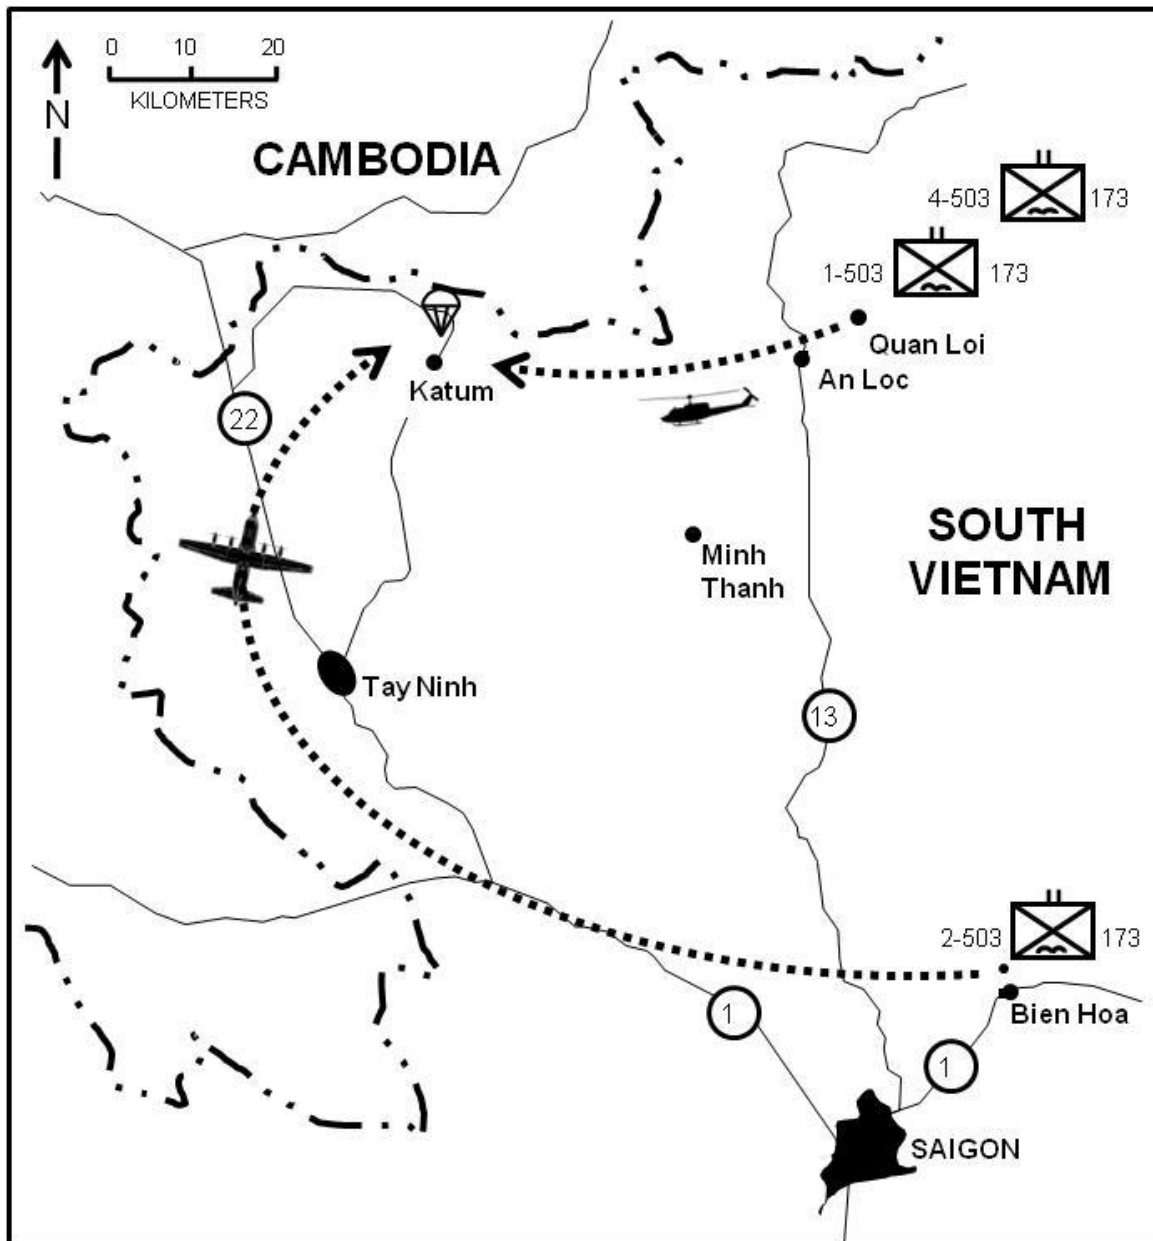 0 10 20
KILOMETERS
N
CAMBODIA
4-503 173
1-503 173
Quan Loi
An Loc
Katum
22
SOUTH
VIETNAM
Minh
Thanh
Tay Ninh
13
2-503 173
Bien Hoa
1
1
SAIGON